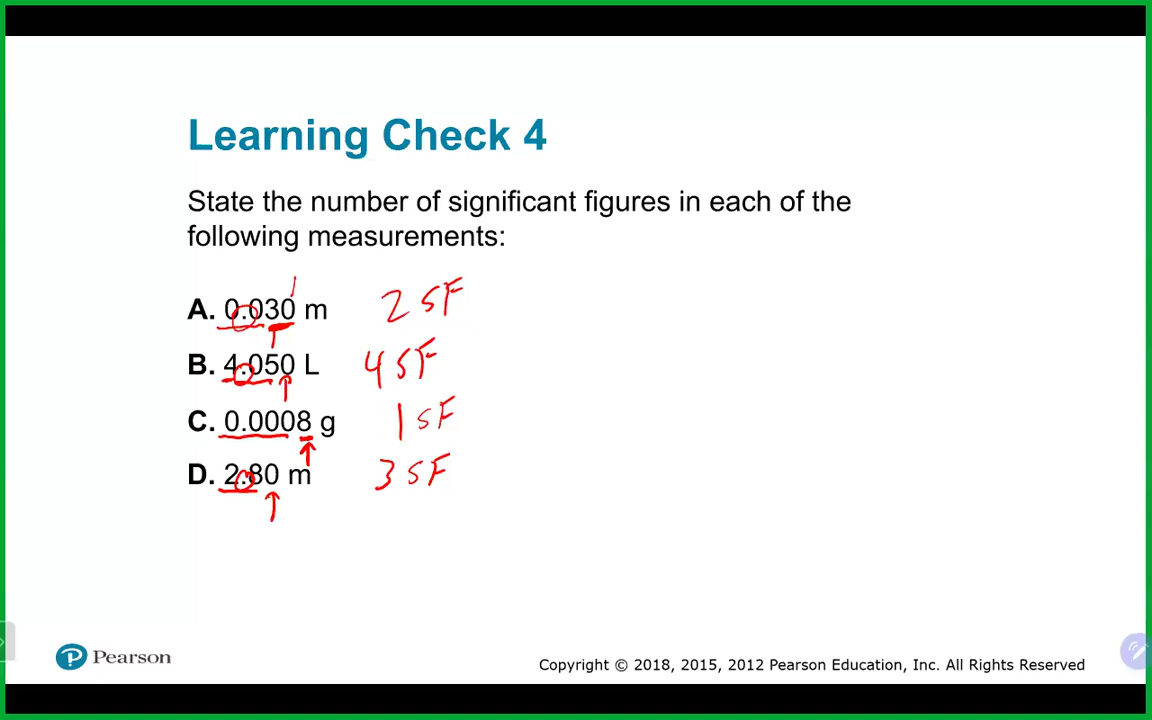 Learning Check 4
State the number of significant figures in each of the
following measurements:
A. 0.030 m 2 SF
B. 4.050 L 4 SF
C. 0.0008 g 1 SF
D. 2.80 m 3 SF
Pearson
Copyright © 2018, 2015, 2012 Pearson Education, Inc. All Rights Reserved